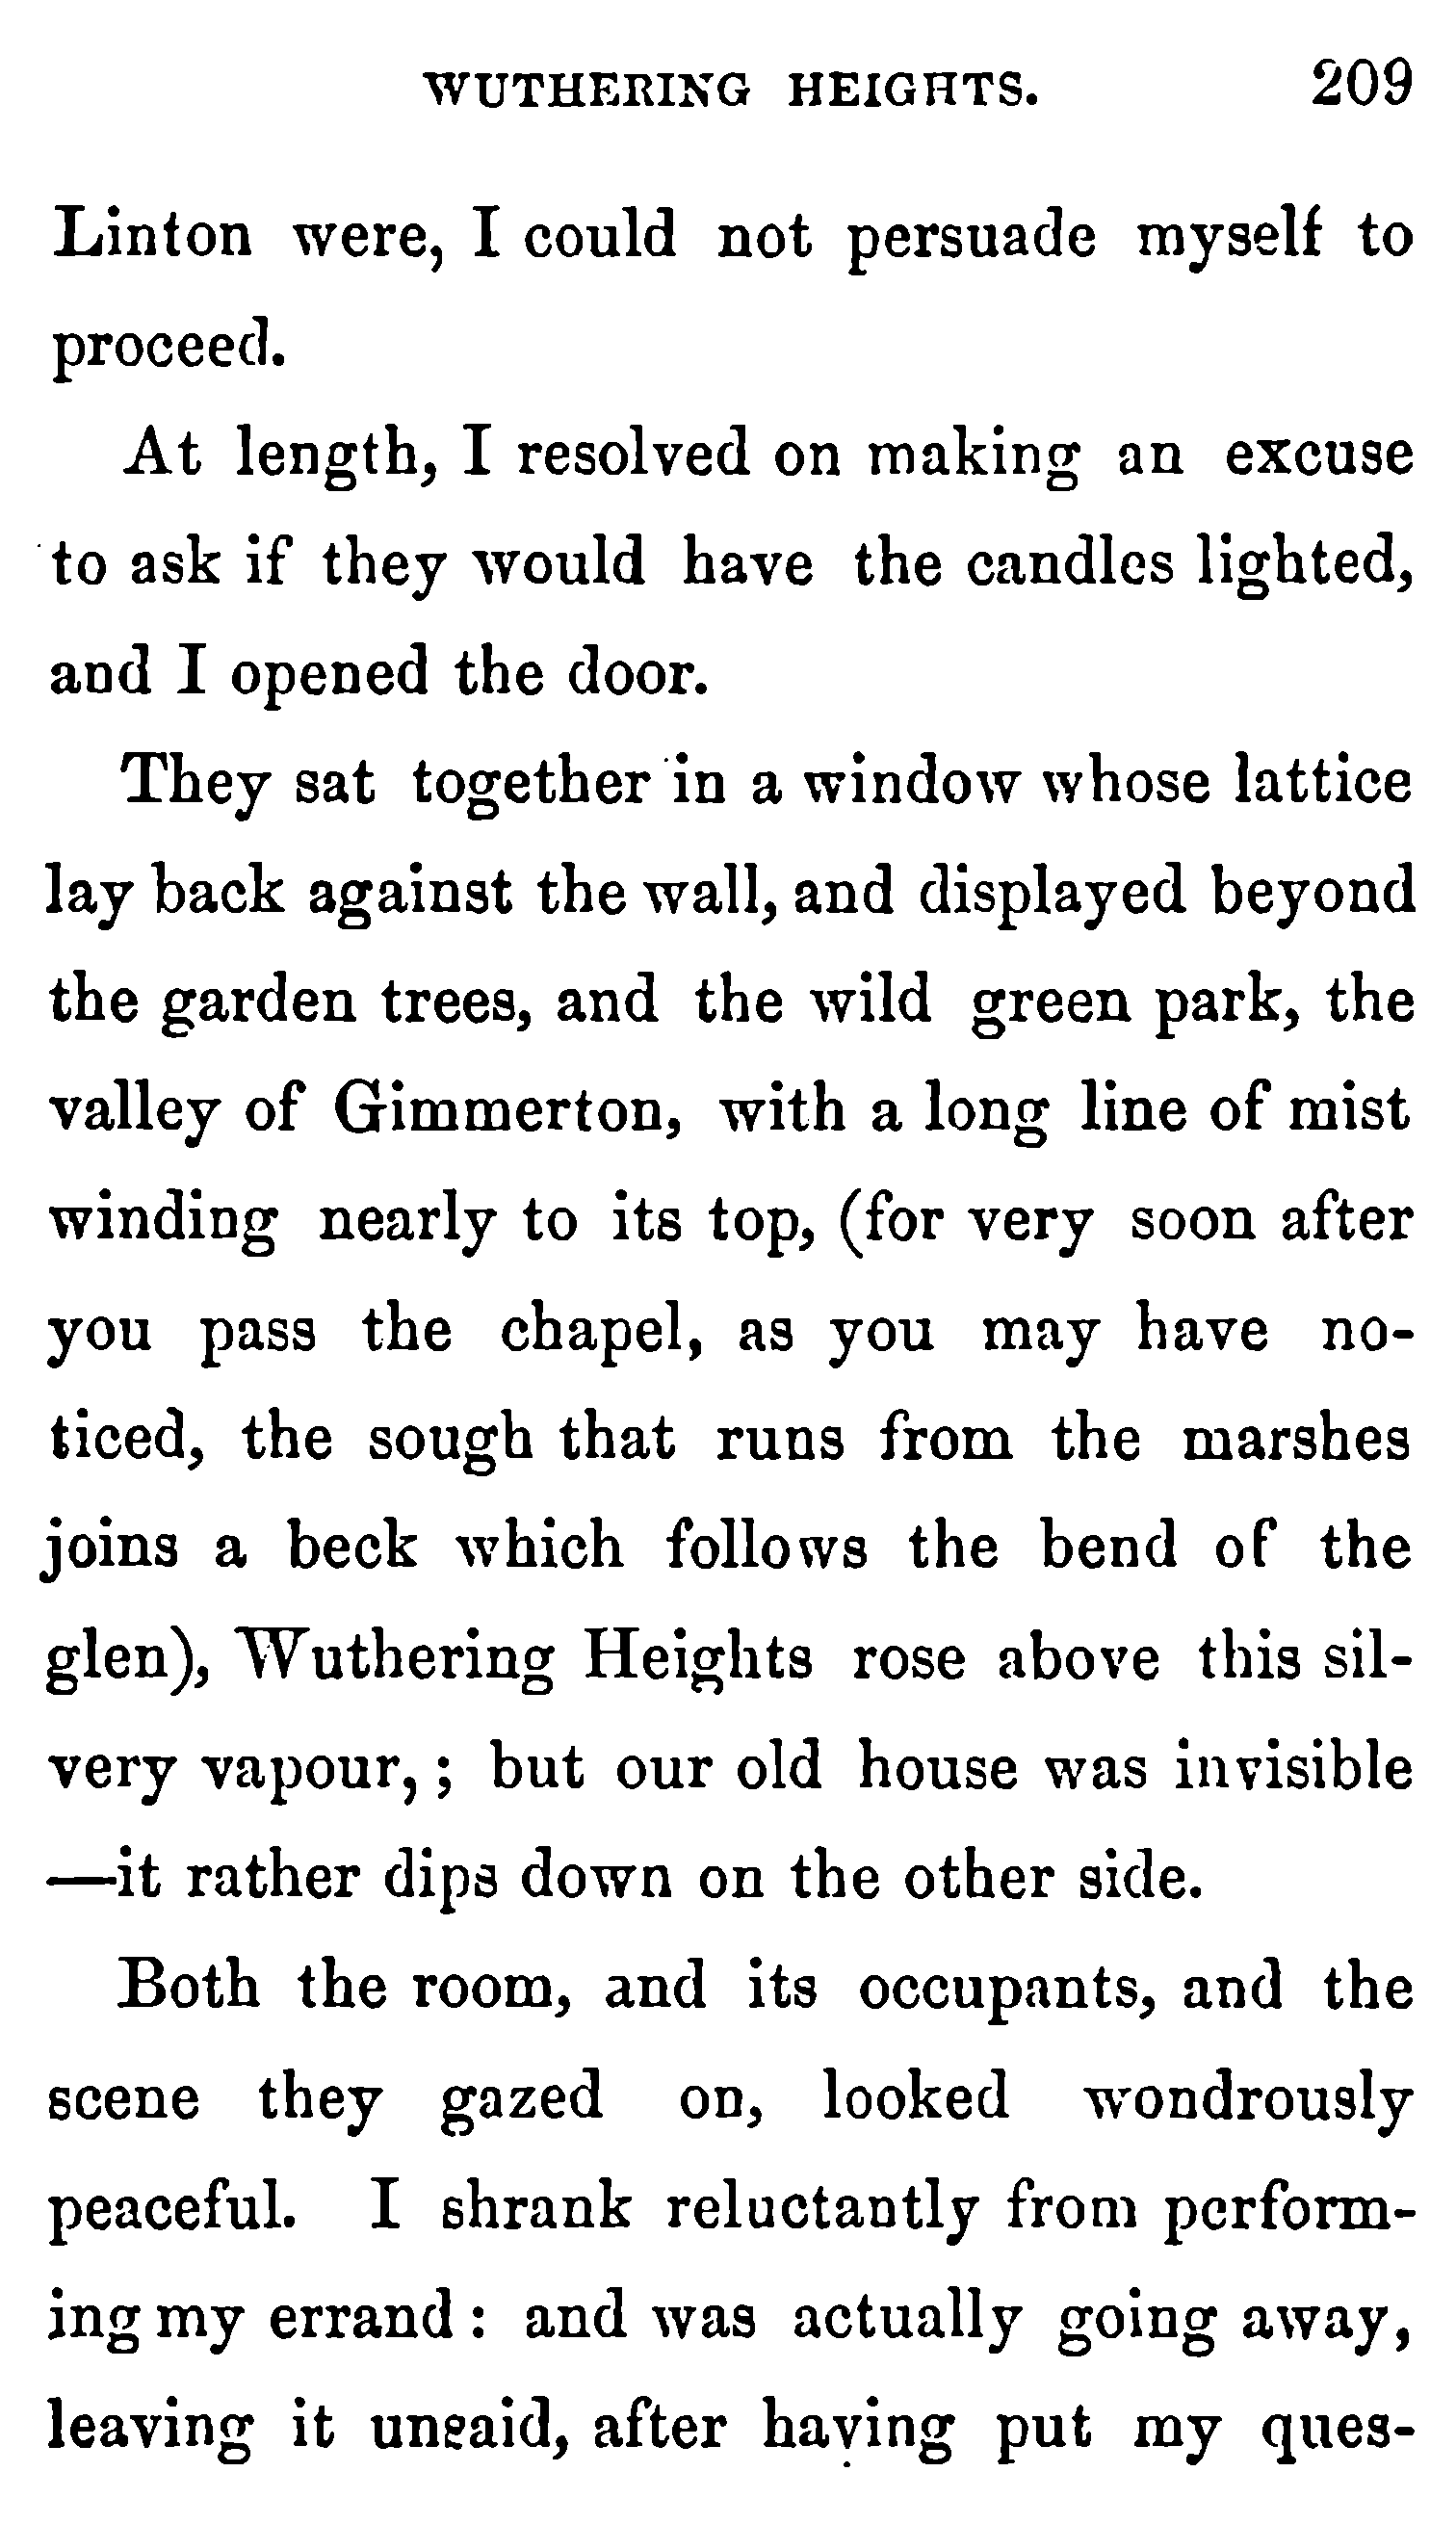 WUTHERING HEIGHTS. 209
Linton were, I could not persuade myself to
proceed.
At length, I resolved on making an excuse
to ask if they would have the candles lighted,
and I opened the door.
They sat together in a window whose lattice
lay back against the wall, and displayed beyond
the garden trees, and the wild green park, the
valley of Gimmerton, with a long line of mist
winding nearly to its top, (for very soon after
you pass the chapel, as you may have no-
ticed, the sough that runs from the marshes
joins a beck which follows the bend of the
glen), Wuthering Heights rose above this sil-
very vapour, ; but our old house was invisible
—it rather dips down on the other side.
Both the room, and its occupants, and the
scene they gazed on, looked wondrously
peaceful. I shrank reluctantly from perform-
ing my errand : and was actually going away,
leaving it unsaid, after having put my ques-